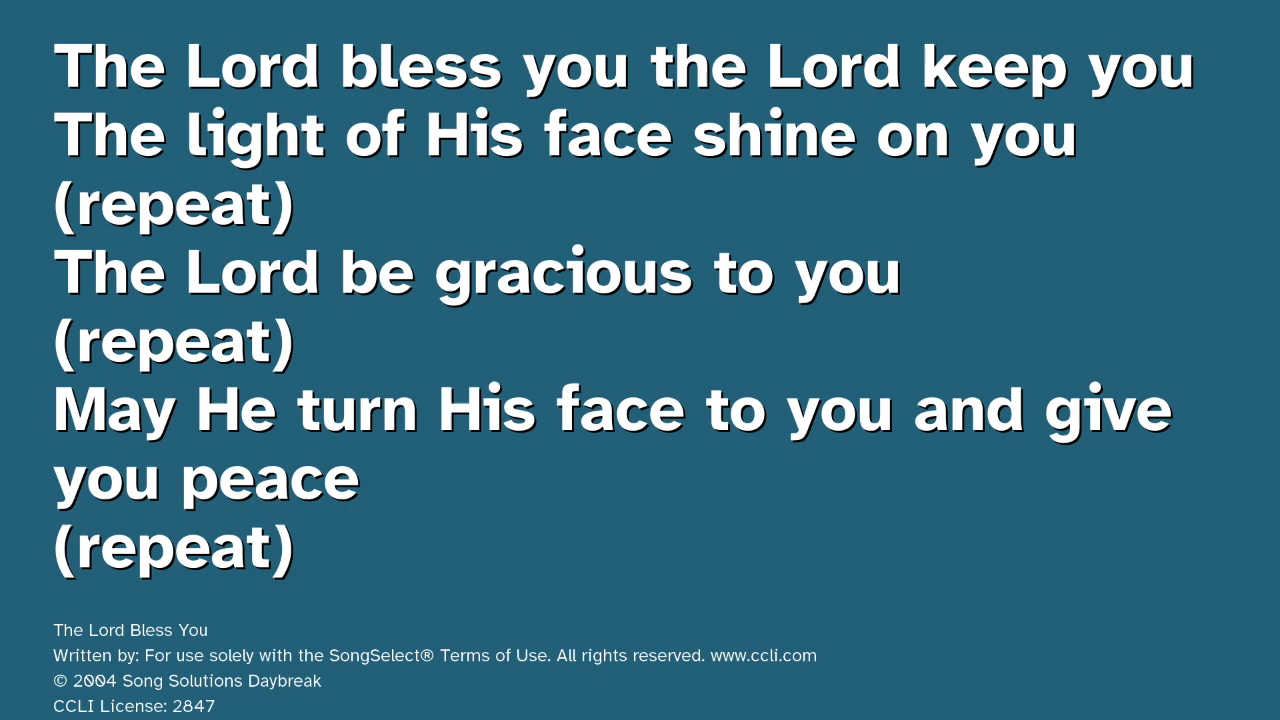 The Lord bless you the Lord keep you
The light of His face shine on you
(repeat)
The Lord be gracious to you
(repeat)
May He turn His face to you and give
you peace
(repeat)
The Lord Bless You
Written by: For use solely with the SongSelect® Terms of Use. All rights reserved. www.ccli.com
© 2004 Song Solutions Daybreak
CCLI License: 2847